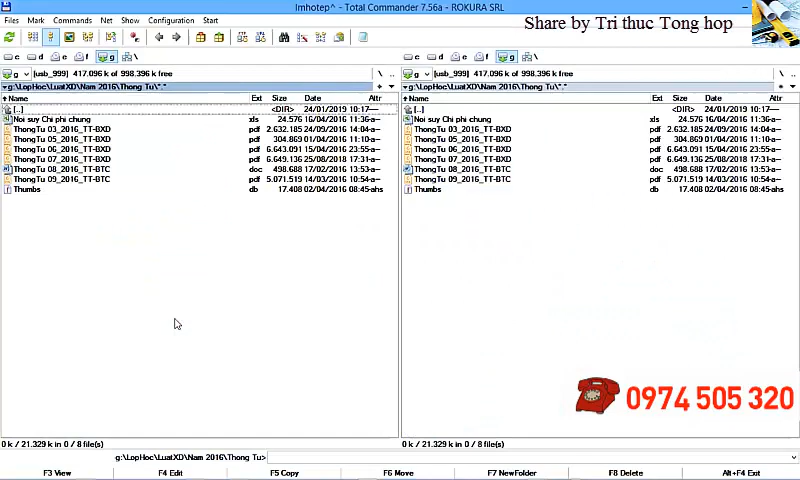 Imhotep^ - Total Commander 7.56a - ROKURA SRL
Files Mark Commands Net Show Configuration Start
Share by Tri thuc Tong hop
c d e f g \
c d e f g \
g [usb_999] 417.096 k of 998.396 k free \ ..
g [usb_999] 417.096 k of 998.396 k free \ ..
g:\LopHoc\LuatXD\Nam 2016\Thong Tu\*.*
g:\LopHoc\LuatXD\Nam 2016\Thong Tu\*.*
Name Ext Size Date Attr
[..] <DIR> 24/01/2019 10:17----
Noi suy Chi phi chung xls 24.576 16/04/2016 11:36-a--
ThongTu 03_2016_TT-BXD pdf 2.632.185 24/09/2016 14:04-a--
ThongTu 05_2016_TT-BXD pdf 304.869 01/04/2016 10:41-a--
ThongTu 06_2016_TT-BXD pdf 6.643.091 15/04/2016 23:55-a--
ThongTu 07_2016_TT-BXD pdf 6.649.136 25/08/2018 17:31-a--
ThongTu 08_2016_TT-BTC doc 498.688 17/02/2016 13:53-a--
ThongTu 09_2016_TT-BTC pdf 5.071.519 14/03/2016 10:54-a--
Thumbs db 17.408 02/04/2016 08:45-ahs
Name Ext Size Date Attr
[..] <DIR> 24/01/2019 10:17----
Noi suy Chi phi chung xls 24.576 16/04/2016 11:36-a--
ThongTu 03_2016_TT-BXD pdf 2.632.185 24/09/2016 14:04-a--
ThongTu 05_2016_TT-BXD pdf 304.869 01/04/2016 10:41-a--
ThongTu 06_2016_TT-BXD pdf 6.643.091 15/04/2016 23:55-a--
ThongTu 07_2016_TT-BXD pdf 6.649.136 25/08/2018 17:31-a--
ThongTu 08_2016_TT-BTC doc 498.688 17/02/2016 13:53-a--
ThongTu 09_2016_TT-BTC pdf 5.071.519 14/03/2016 10:54-a--
Thumbs db 17.408 02/04/2016 08:45-ahs
0974 505 320
0 k / 21.329 k in 0 / 8 file(s)
0 k / 21.329 k in 0 / 8 file(s)
g:\LopHoc\LuatXD\Nam 2016\Thong Tu>
F3 View F4 Edit F5 Copy F6 Move F7 NewFolder F8 Delete Alt+F4 Exit